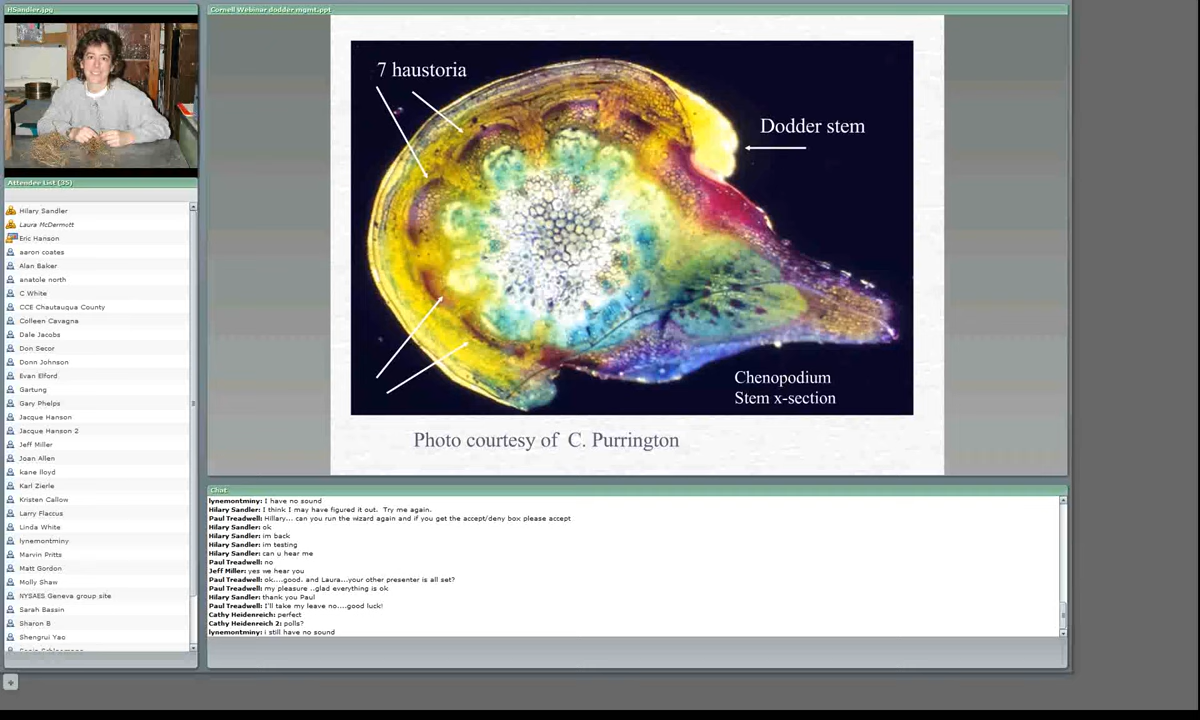 HSandler.jpg
Attendee List (35)
Hilary Sandler
Laura McDermott
Eric Hanson
aaron coates
Alan Baker
anatole north
C White
CCE Chautauqua County
Colleen Cavagna
Dale Jacobs
Don Secor
Donn Johnson
Evan Elford
Gartung
Gary Phelps
Jacque Hanson
Jacque Hanson 2
Jeff Miller
Joan Allen
kane lloyd
Karl Zierle
Kristen Callow
Larry Flaccus
Linda White
lynemontminy
Marvin Pritts
Matt Gordon
Molly Shaw
NYSAES Geneva group site
Sarah Bassin
Sharon B
Shengrui Yao
Cornell Webinar dodder mgmt.ppt
7 haustoria
Dodder stem
Chenopodium
Stem x-section
Photo courtesy of C. Purrington
Chat
lynemontminy: I have no sound
Hilary Sandler: I think I may have figured it out. Try me again.
Paul Treadwell: Hillary... can you run the wizard again and if you get the accept/deny box please accept
Hilary Sandler: ok
Hilary Sandler: im back
Hilary Sandler: im testing
Hilary Sandler: can u hear me
Paul Treadwell: no
Jeff Miller: yes we hear you
Paul Treadwell: ok....good. and Laura...your other presenter is all set?
Paul Treadwell: my pleasure ..glad everything is ok
Hilary Sandler: thank you Paul
Paul Treadwell: I'll take my leave no....good luck!
Cathy Heidenreich: perfect
Cathy Heidenreich 2: polls?
lynemontminy: i still have no sound